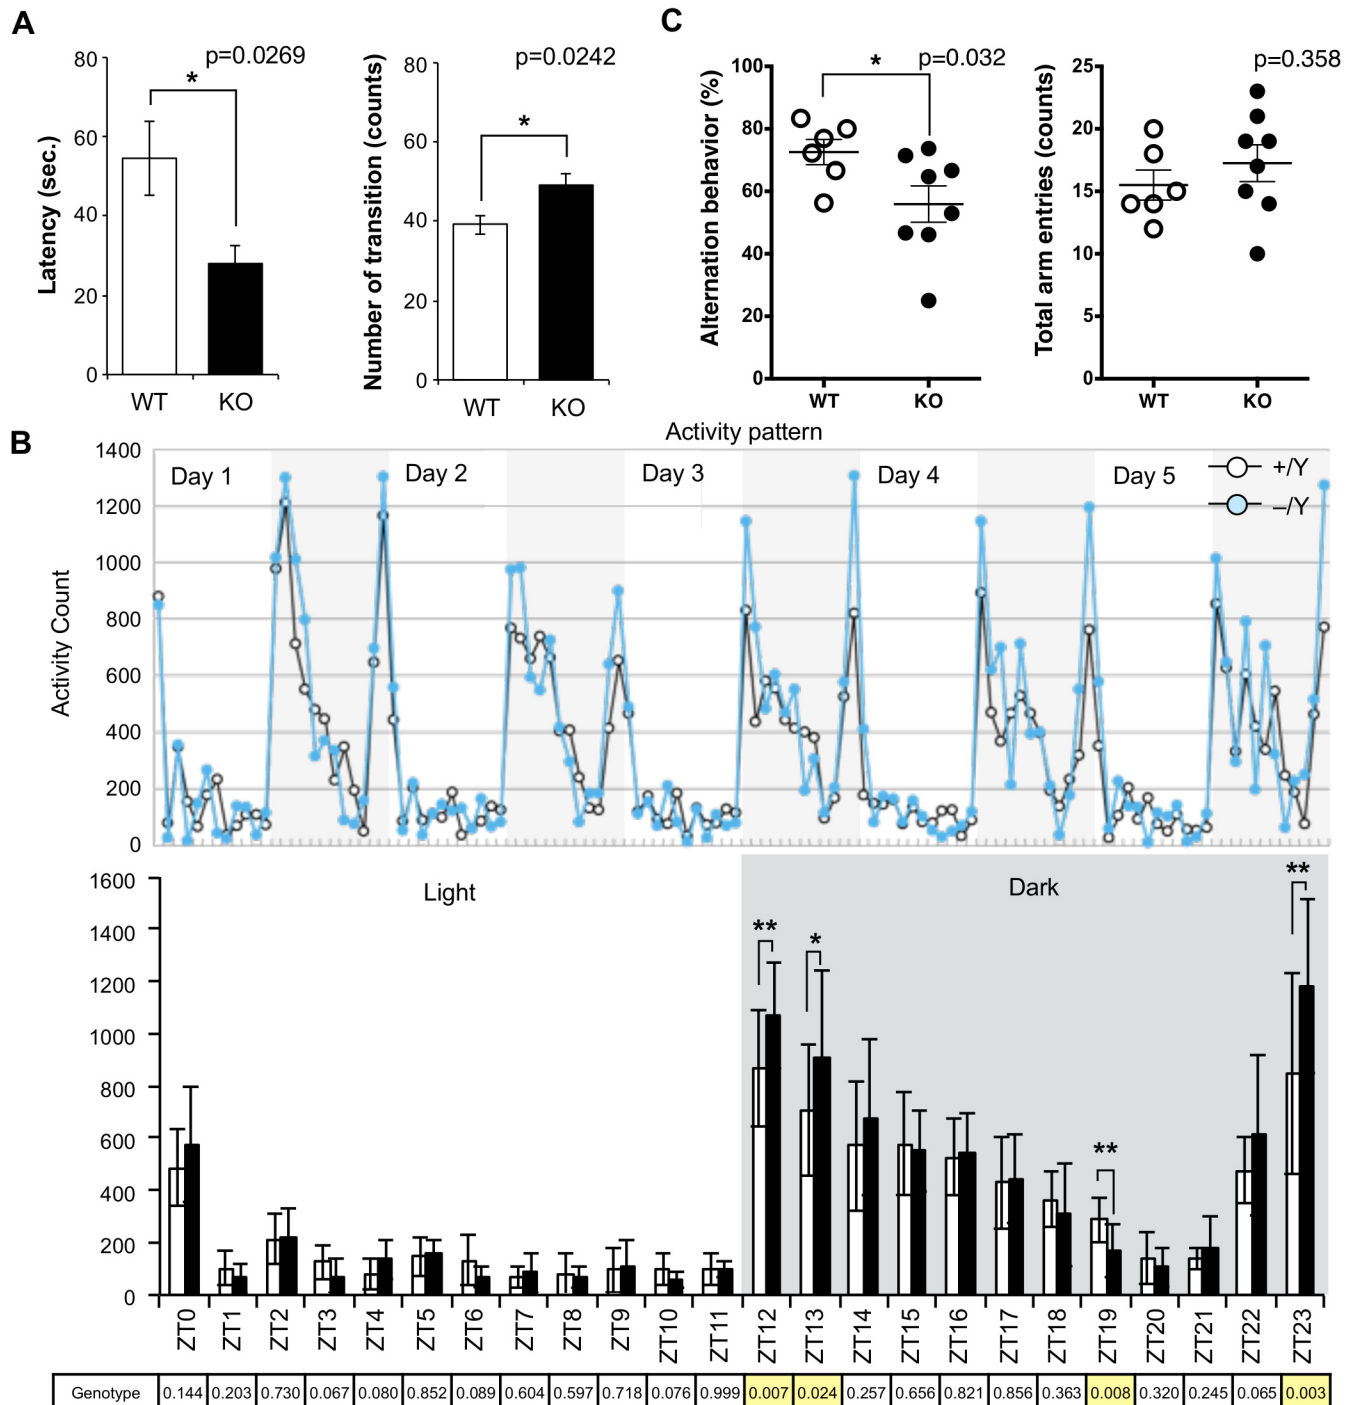 A
p=0.0269
*
80
60
40
20
0
Latency (sec.)
WT
KO
p=0.0242
*
80
60
40
20
0
Number of transition (counts)
WT
KO
C
p=0.032
*
100
80
60
40
20
0
Alternation behavior (%)
WT
KO
p=0.358
25
20
15
10
5
0
Total arm entries (counts)
WT
KO
B
Activity pattern
1400
1200
1000
800
600
400
200
0
Activity Count
Day 1
Day 2
Day 3
Day 4
Day 5
+/Y
–/Y
1600
1400
1200
1000
800
600
400
200
0
Light
Dark
**
*
**
**
ZT0
ZT1
ZT2
ZT3
ZT4
ZT5
ZT6
ZT7
ZT8
ZT9
ZT10
ZT11
ZT12
ZT13
ZT14
ZT15
ZT16
ZT17
ZT18
ZT19
ZT20
ZT21
ZT22
ZT23
Genotype 0.144 0.203 0.730 0.067 0.080 0.852 0.089 0.604 0.597 0.718 0.076 0.999 0.007 0.024 0.257 0.656 0.821 0.856 0.363 0.008 0.320 0.245 0.065 0.003